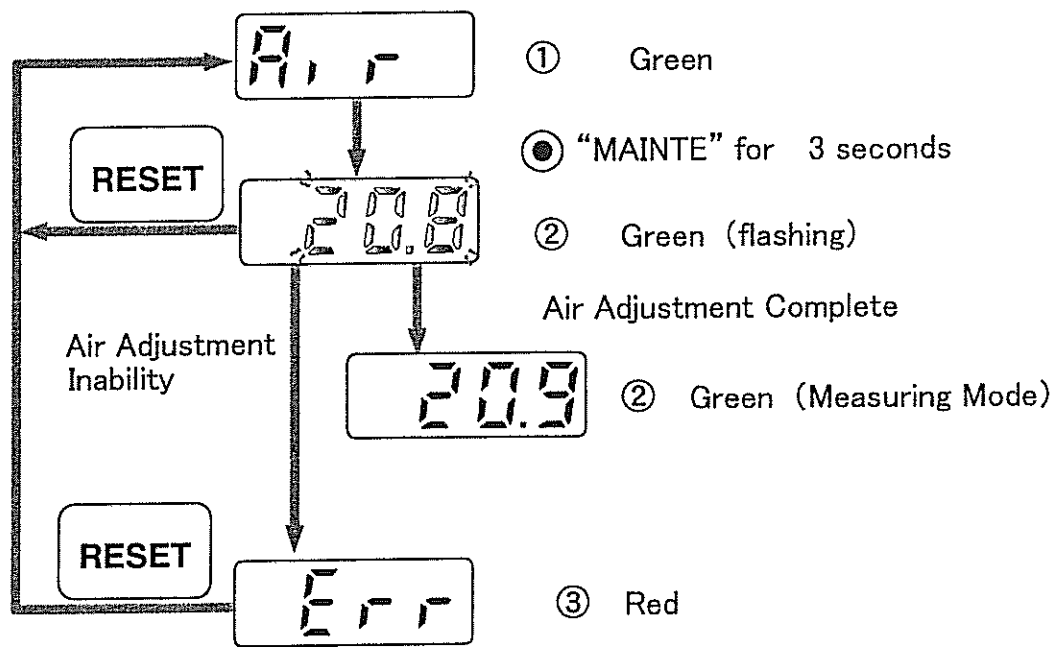 Air
① Green
“MAINTE” for 3 seconds
RESET
20.8
② Green (flashing)
Air Adjustment Complete
Air Adjustment
Inability
20.9
② Green (Measuring Mode)
RESET
Err
③ Red